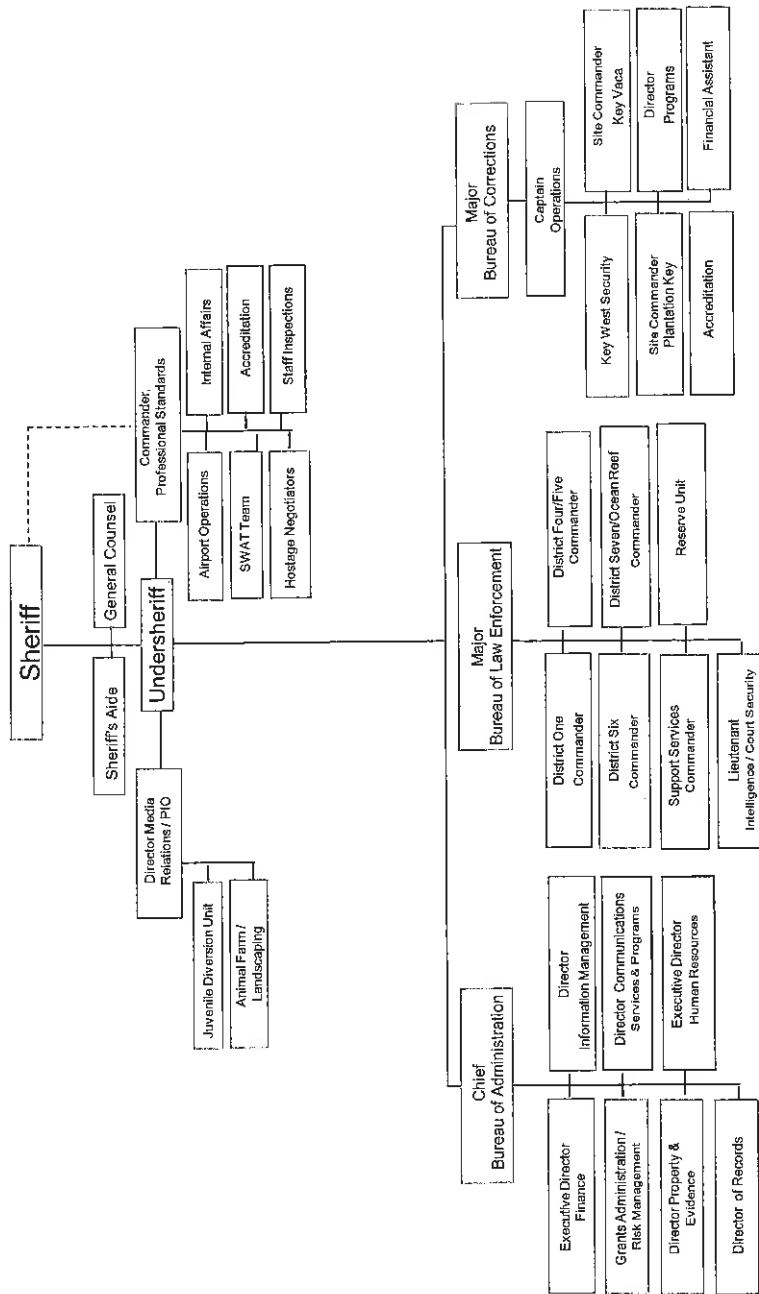 Sheriff
Sheriff's Aide
General Counsel
Undersheriff
Director Media
Relations / PIO
Juvenile Diversion Unit
Animal Farm /
Landscaping
Commander,
Professional Standards
Airport Operations
Internal Affairs
SWAT Team
Accreditation
Hostage Negotiators
Staff Inspections
Chief
Bureau of Administration
Executive Director
Finance
Director
Information Management
Grants Administration /
Risk Management
Director Communications
Services & Programs
Director Property &
Evidence
Executive Director
Human Resources
Director of Records
Major
Bureau of Law Enforcement
District One
Commander
District Four/Five
Commander
District Six
Commander
District Seven/Ocean Reef
Commander
Support Services
Commander
Reserve Unit
Lieutenant
Intelligence / Court Security
Major
Bureau of Corrections
Captain
Operations
Key West Security
Site Commander
Key Vaca
Site Commander
Plantation Key
Director
Programs
Accreditation
Financial Assistant